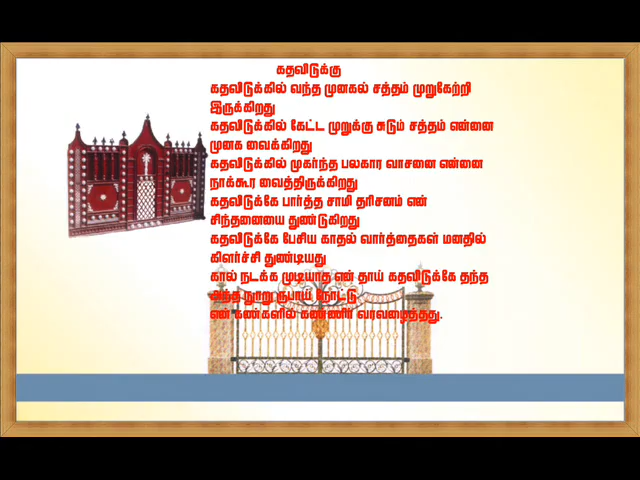 கதவிடுக்கு
கதவிடுக்கில் வந்த முனகல் சத்தம் முறுகேற்றி
இருக்கிறது
கதவிடுக்கில் கேட்ட முறுக்கு சுடும் சத்தம் என்னை
முனக வைக்கிறது
கதவிடுக்கில் முகர்ந்த பலகார வாசனை என்னை
நாக்கூர வைத்திருக்கிறது
கதவிடுக்கே பார்த்த சாமி தரிசனம் என்
சிந்தனையை துண்டுகிறது
கதவிடுக்கே பேசிய காதல் வார்த்தைகள் மனதில்
கிளர்ச்சி துண்டியது
கால் நடக்க முடியாத என் தாய் கதவிடுக்கே தந்த
அந்த நூறு ரூபாய் நோட்டு
என் கண்களில் கண்ணீர் வரவழைத்தது.